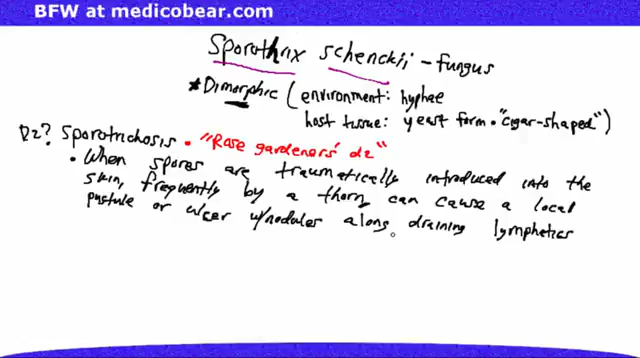 BFW at medicobear.com
Sporothrix schenckii - fungus
*Dimorphic (environment: hyphae
host tissue: yeast form • "cigar-shaped")
Dz? Sporotrichosis • "Rose gardeners' dz"
• When spores are traumatically introduced into the
skin, frequently by a thorn, can cause a local
pustule or ulcer w/nodules along draining lymphatics